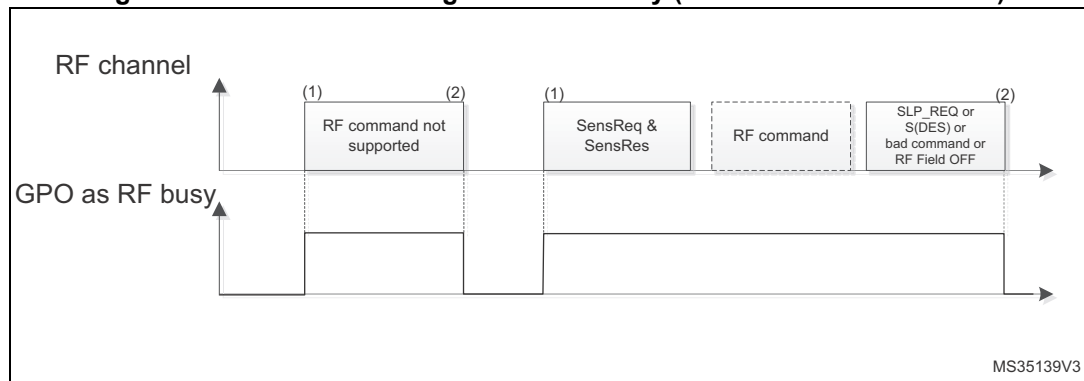 RF channel
(1)
(2)
(1)
(2)
RF command not
supported
SensReq &
SensRes
RF command
SLP_REQ or
S(DES) or
bad command or
RF Field OFF
GPO as RF busy
MS35139V3